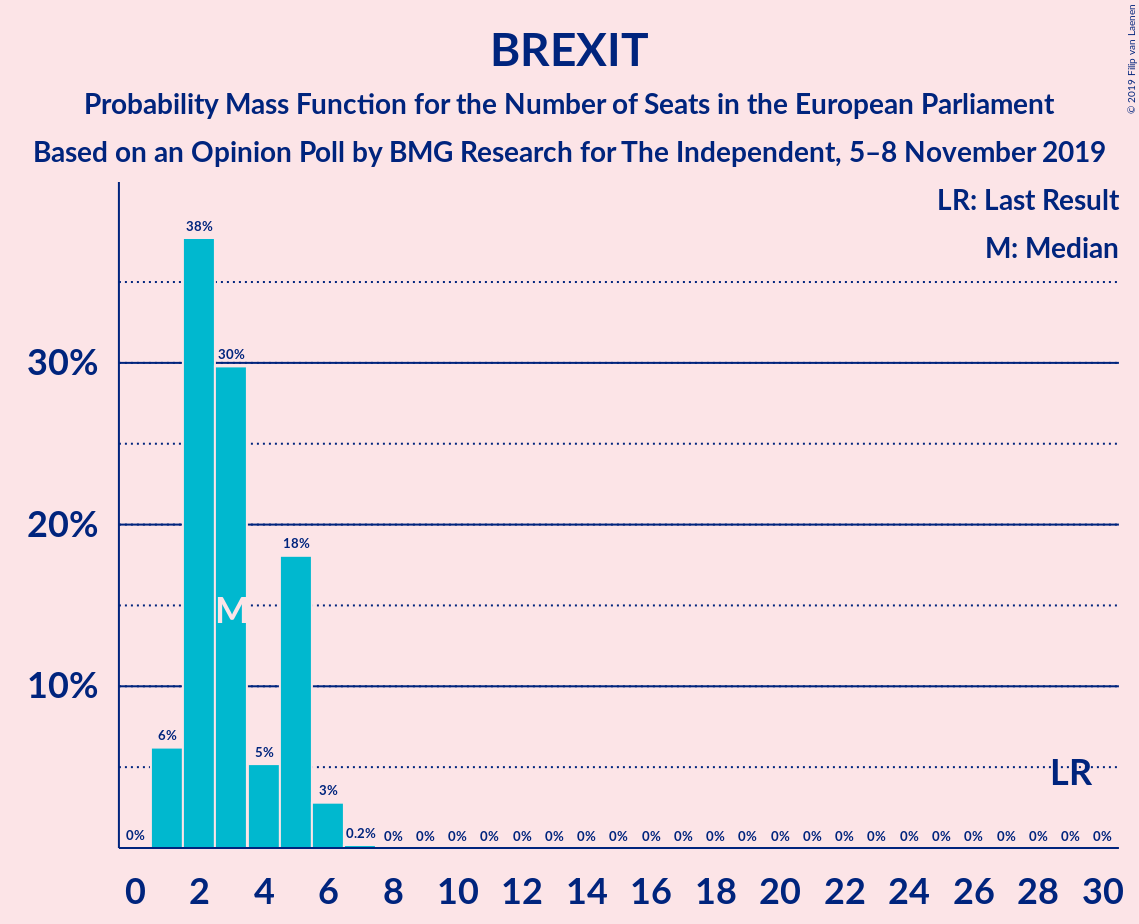 BREXIT
Probability Mass Function for the Number of Seats in the European Parliament
Based on an Opinion Poll by BMG Research for The Independent, 5–8 November 2019
© 2019 Filip van Laenen
LR: Last Result
M: Median
30%
20%
10%
0% 6% 38% 30% 5% 18% 3% 0.2% 0% 0% 0% 0% 0% 0% 0% 0% 0% 0% 0% 0% 0% 0% 0% 0% 0% 0% 0% 0% 0% 0% 0%
M
LR
0 2 4 6 8 10 12 14 16 18 20 22 24 26 28 30